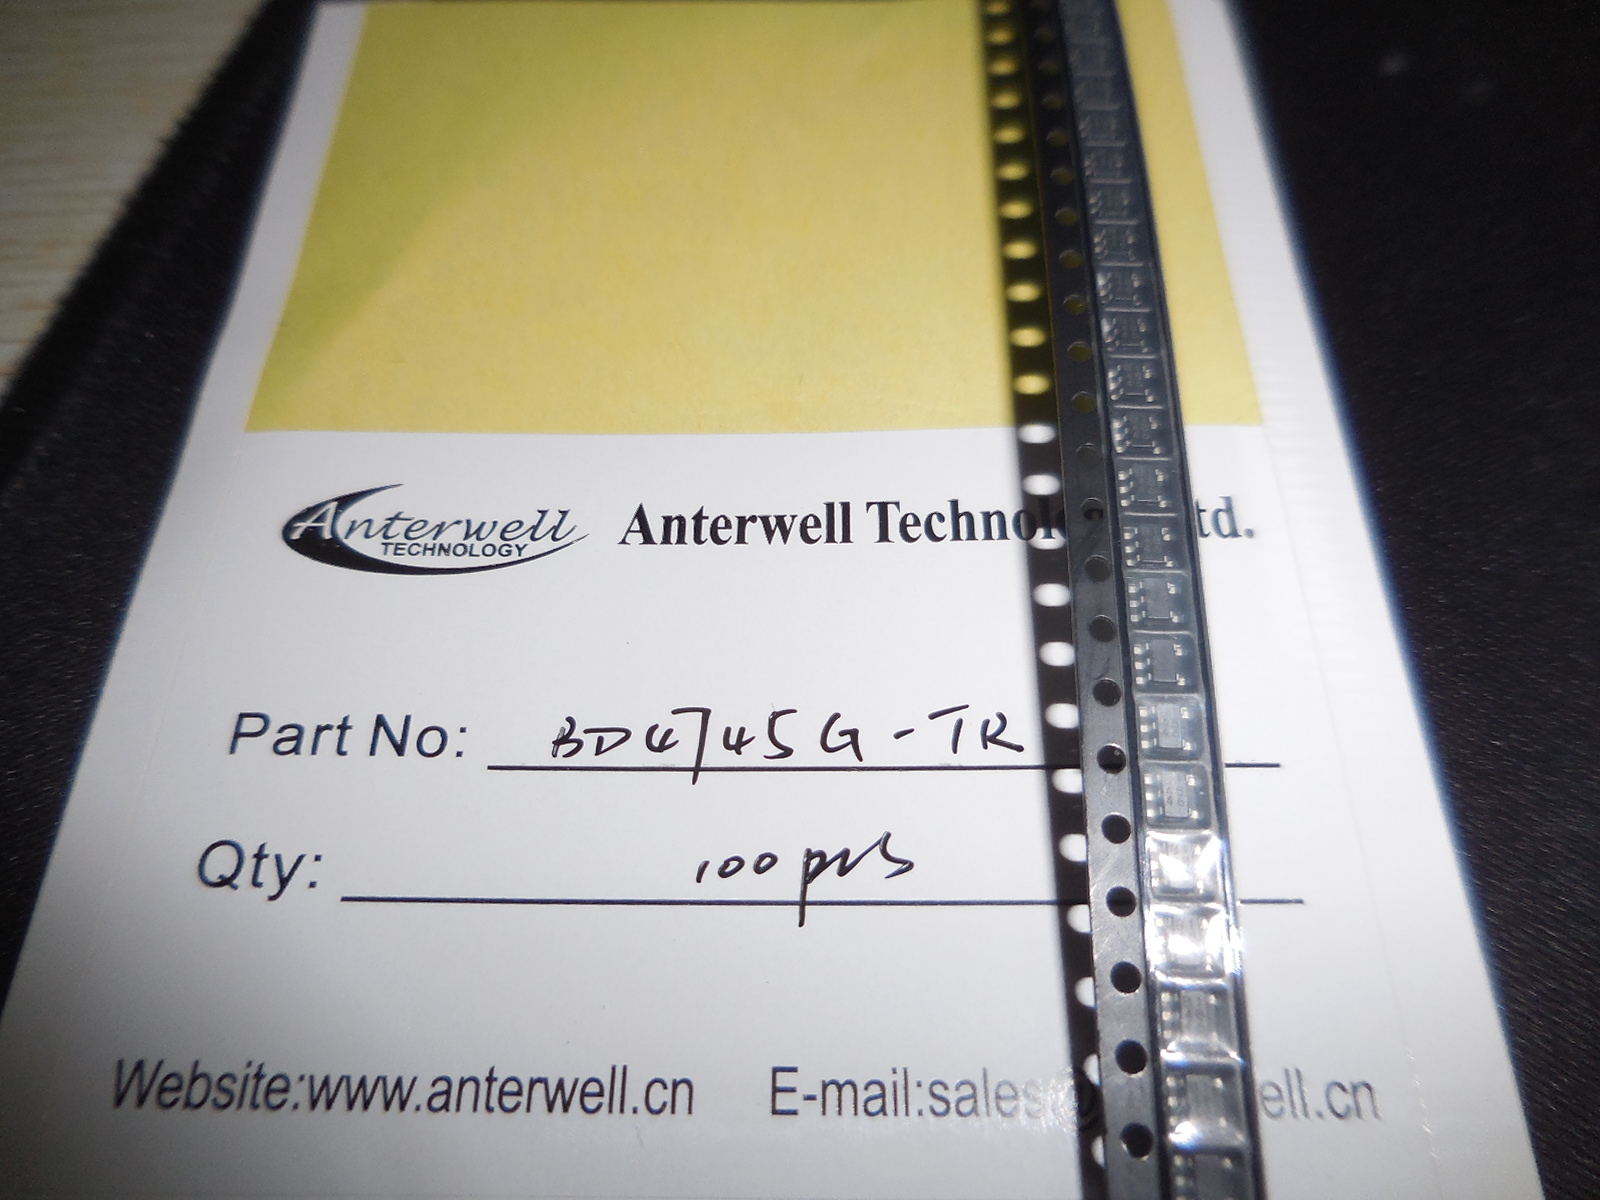 Anterwell
TECHNOLOGY
Anterwell Technol td.
Part No: BD4745G-TR
Qty: 100 pcs
Website:www.anterwell.cn E-mail:sales@ ell.cn